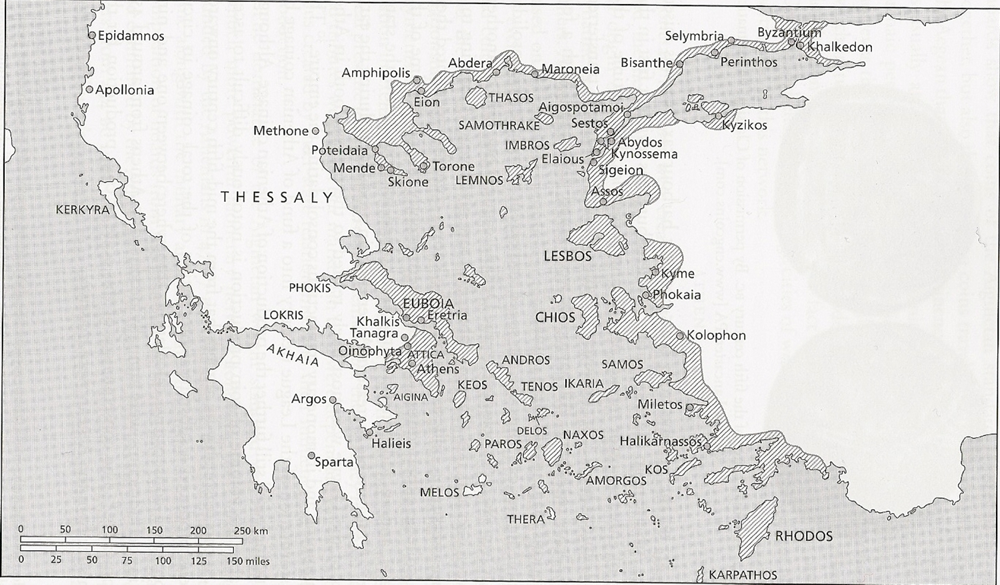 Epidamnos
Apollonia
Selymbria
Byzantium
Khalkedon
Bisanthe
Perinthos
Abdera
Maroneia
Amphipolis
Eion
THASOS
Aigospotamoi
SAMOTHRAKE
Sestos
Kyzikos
Methone
IMBROS
Abydos
Kynossema
Elaious
Poteidaia
Mende
Torone
Skione
LEMNOS
Sigeion
Assos
THESSALY
KERKYRA
LESBOS
Kyme
PHOKIS
Phokaia
EUBOIA
LOKRIS
Khalkis
Eretria
CHIOS
Tanagra
Kolophon
Oinophyta
ATTICA
AKHAIA
Athens
ANDROS
SAMOS
KEOS
TENOS
IKARIA
AIGINA
Argos
Miletos
DELOS
Halieis
PAROS
NAXOS
Halikarnassos
Sparta
KOS
AMORGOS
MELOS
THERA
RHODOS
KARPATHOS
0 50 100 150 200 250 km
0 25 50 75 100 125 150 miles